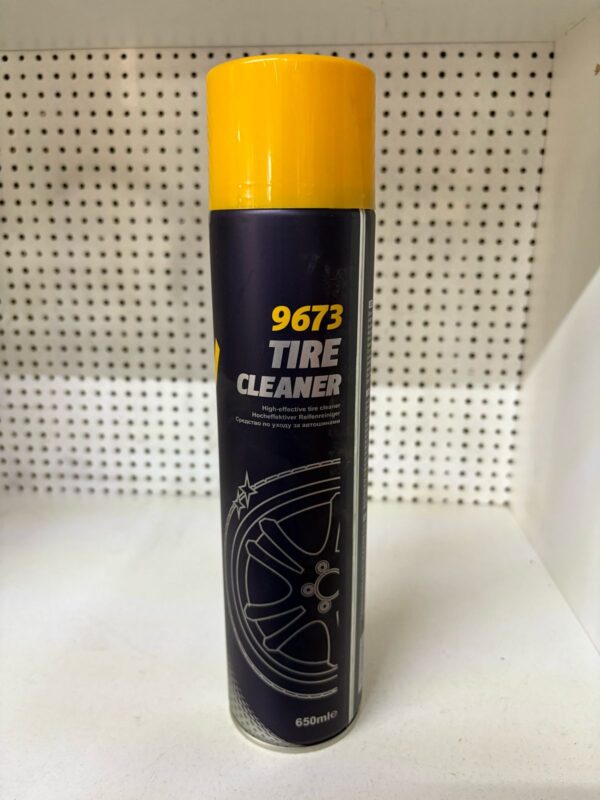 9673
TIRE
CLEANER
High-effective tire cleaner
Hocheffektiver Reifenreiniger
Средство по уходу за автошинами
650ml℮